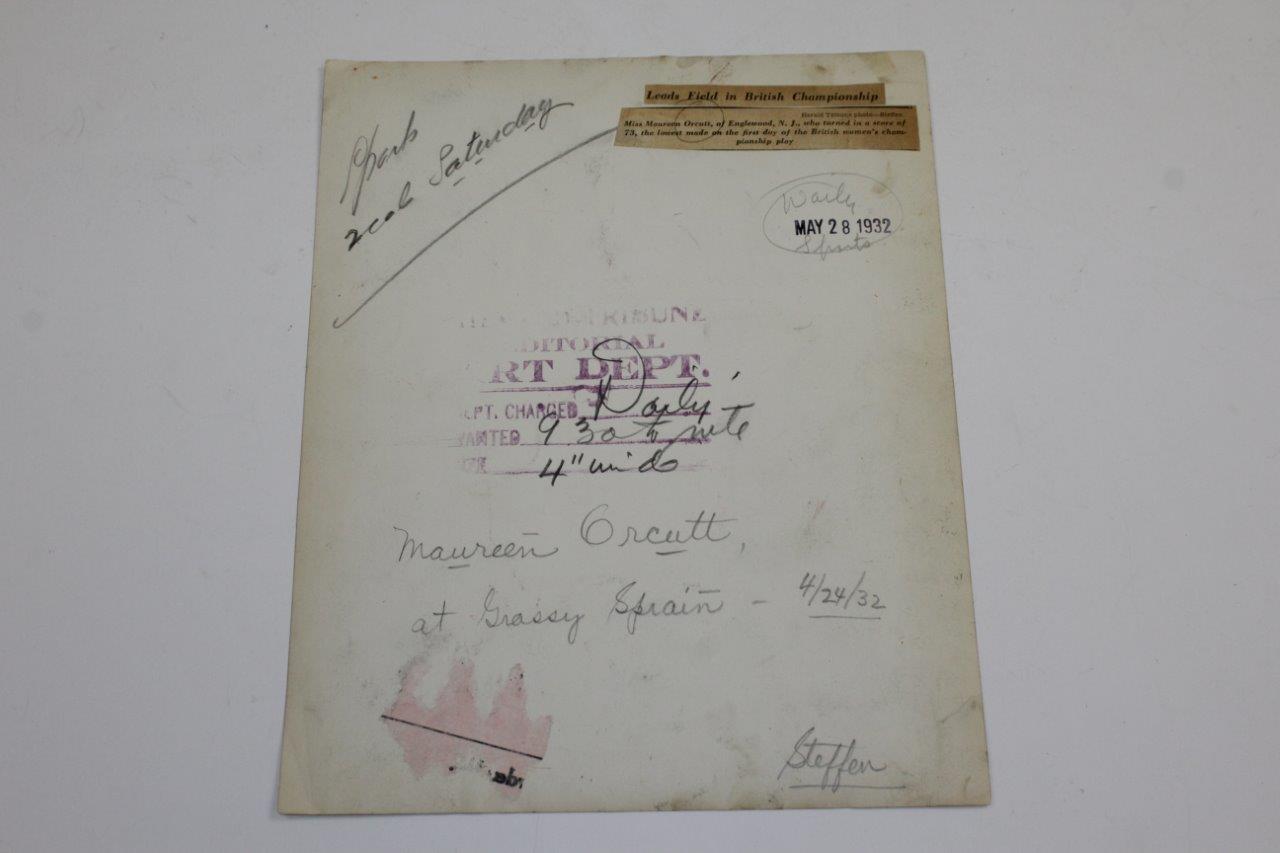 Leads Field in British Championship
Herald Tribune photo—Steffen
Miss Maureen Orcutt, of Englewood, N. J., who turned in a score of
73, the lowest made on the first day of the British women's cham-
pionship play
2 col Saturday
Daily
MAY 28 1932
Sports
TRIBUNE
EDITORIAL
ART DEPT.
DEPT. CHARGED Daily
WANTED 9 30 to nite
4" wide
Maureen Orcutt,
at Grassy Sprain - 4/24/32
Steffen